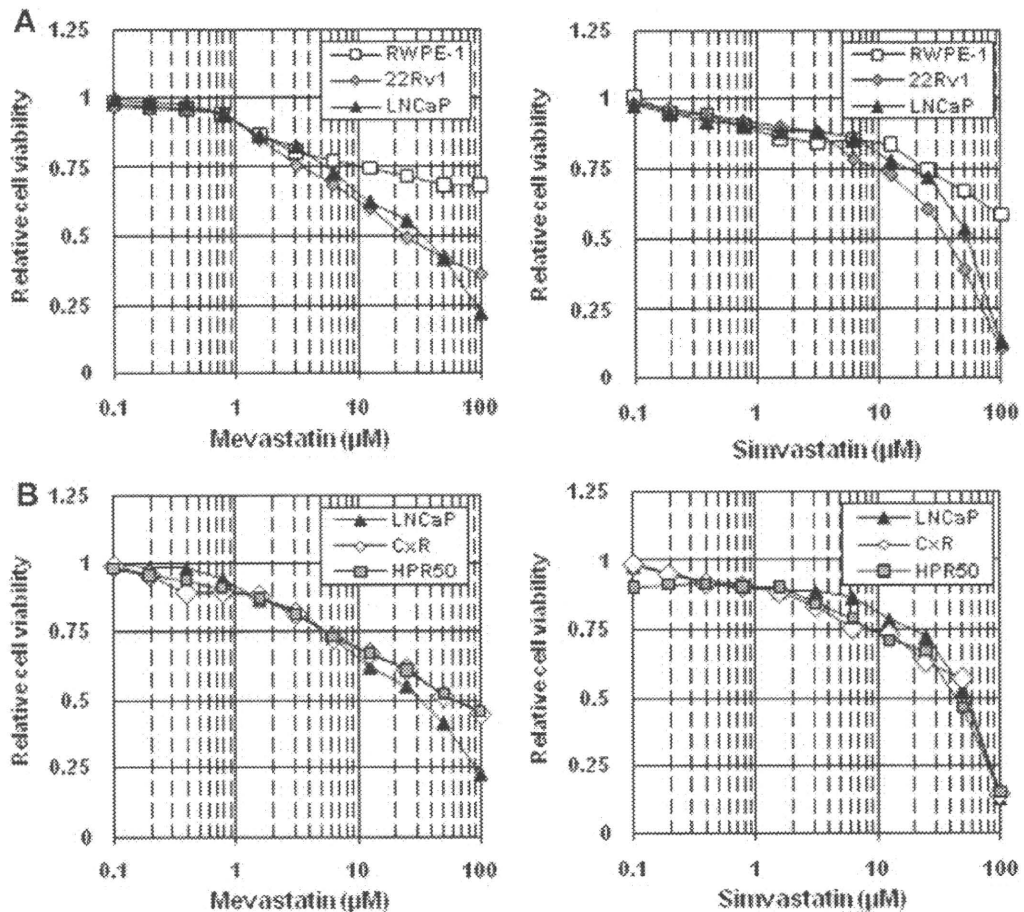 A
Relative cell viability
1.25
1
0.75
0.5
0.25
0
RWPE-1
22Rv1
LNCaP
0.1
1
10
100
Mevastatin (µM)
Relative cell viability
1.25
1
0.75
0.5
0.25
0
RWPE-1
22Rv1
LNCaP
0.1
1
10
100
Simvastatin (µM)
B
Relative cell viability
1.25
1
0.75
0.5
0.25
0
LNCaP
CxR
HPR50
0.1
1
10
100
Mevastatin (µM)
Relative cell viability
1.25
1
0.75
0.5
0.25
0
LNCaP
CxR
HPR50
0.1
1
10
100
Simvastatin (µM)